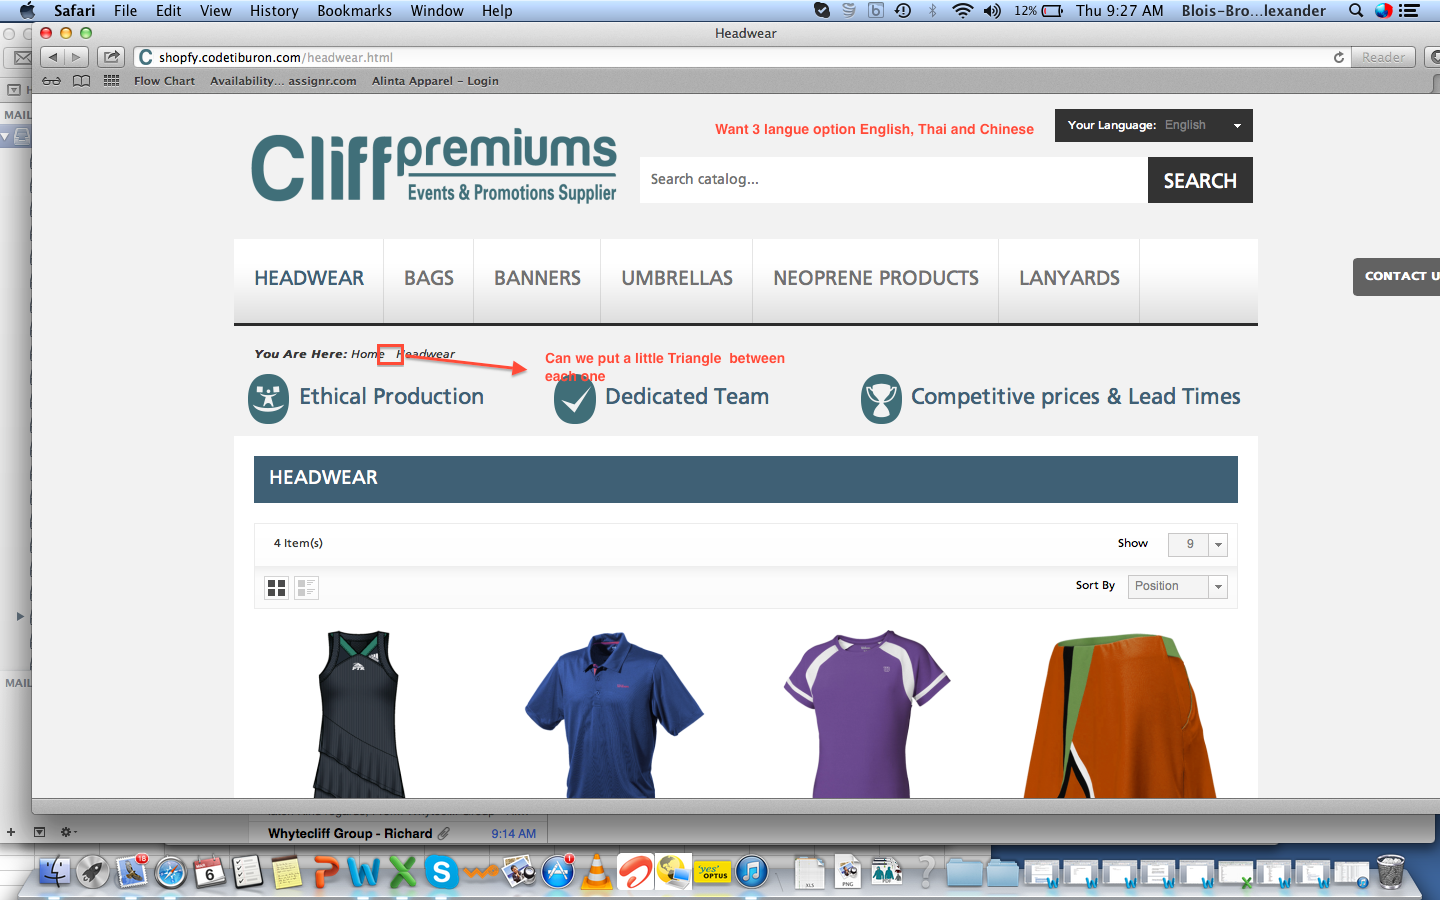 Safari File Edit View History Bookmarks Window Help 12% Thu 9:27 AM Blois-Bro...lexander
Headwear
shopfy.codetiburon.com/headwear.html Reader
Flow Chart Availability... assignr.com Alinta Apparel – Login
MAIL
Want 3 langue option English, Thai and Chinese
Your Language: English
Cliffpremiums
Events & Promotions Supplier
Search catalog... SEARCH
HEADWEAR BAGS BANNERS UMBRELLAS NEOPRENE PRODUCTS LANYARDS
CONTACT U
You Are Here: Home Headwear
Can we put a little Triangle between
each one
Ethical Production Dedicated Team Competitive prices & Lead Times
HEADWEAR
4 Item(s) Show 9
Sort By Position
MAIL
Whytecliff Group - Richard 9:14 AM
18
6
1
'yes'
OPTUS
XLS
PNG